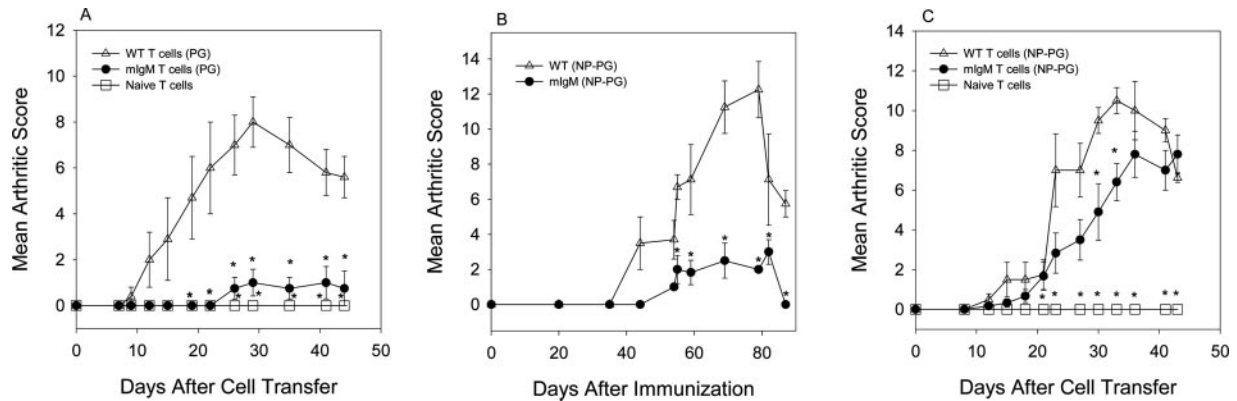 A
12
10
8
6
4
2
0
Mean Arthritic Score
WT T cells (PG)
mIgM T cells (PG)
Naive T cells
* * * * * * *
* * * * *
0 10 20 30 40 50
Days After Cell Transfer
B
14
12
10
8
6
4
2
0
Mean Arthritic Score
WT (NP-PG)
mIgM (NP-PG)
* * * * * *
0 20 40 60 80
Days After Immunization
C
14
12
10
8
6
4
2
0
Mean Arthritic Score
WT T cells (NP-PG)
mIgM T cells (NP-PG)
Naive T cells
* *
* * * * * * * *
0 10 20 30 40 50
Days After Cell Transfer